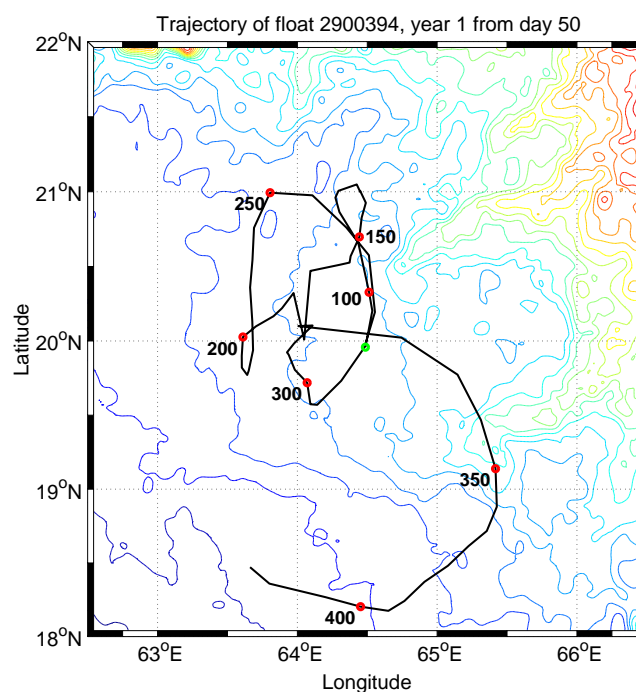 Trajectory of float 2900394, year 1 from day 50
22°N
21°N
20°N
19°N
18°N
Latitude
250
150
100
200
300
350
400
63°E
64°E
65°E
66°E
Longitude